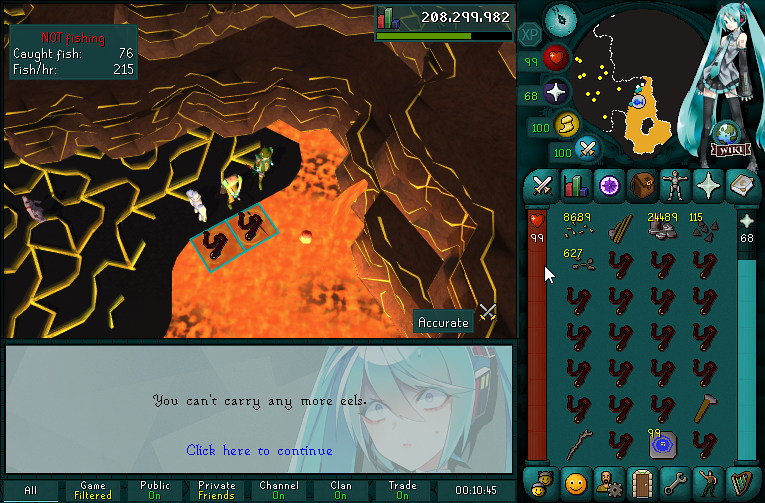 NOT fishing
Caught fish: 76
Fish/hr: 215
208,299,982
XP
99
68
100
100
WIKI
8689
24489
115
99
68
627
Accurate
You can't carry any more eels.
Click here to continue
99
All
Game
Filtered
Public
On
Private
Friends
Channel
On
Clan
On
Trade
On
00:10:45